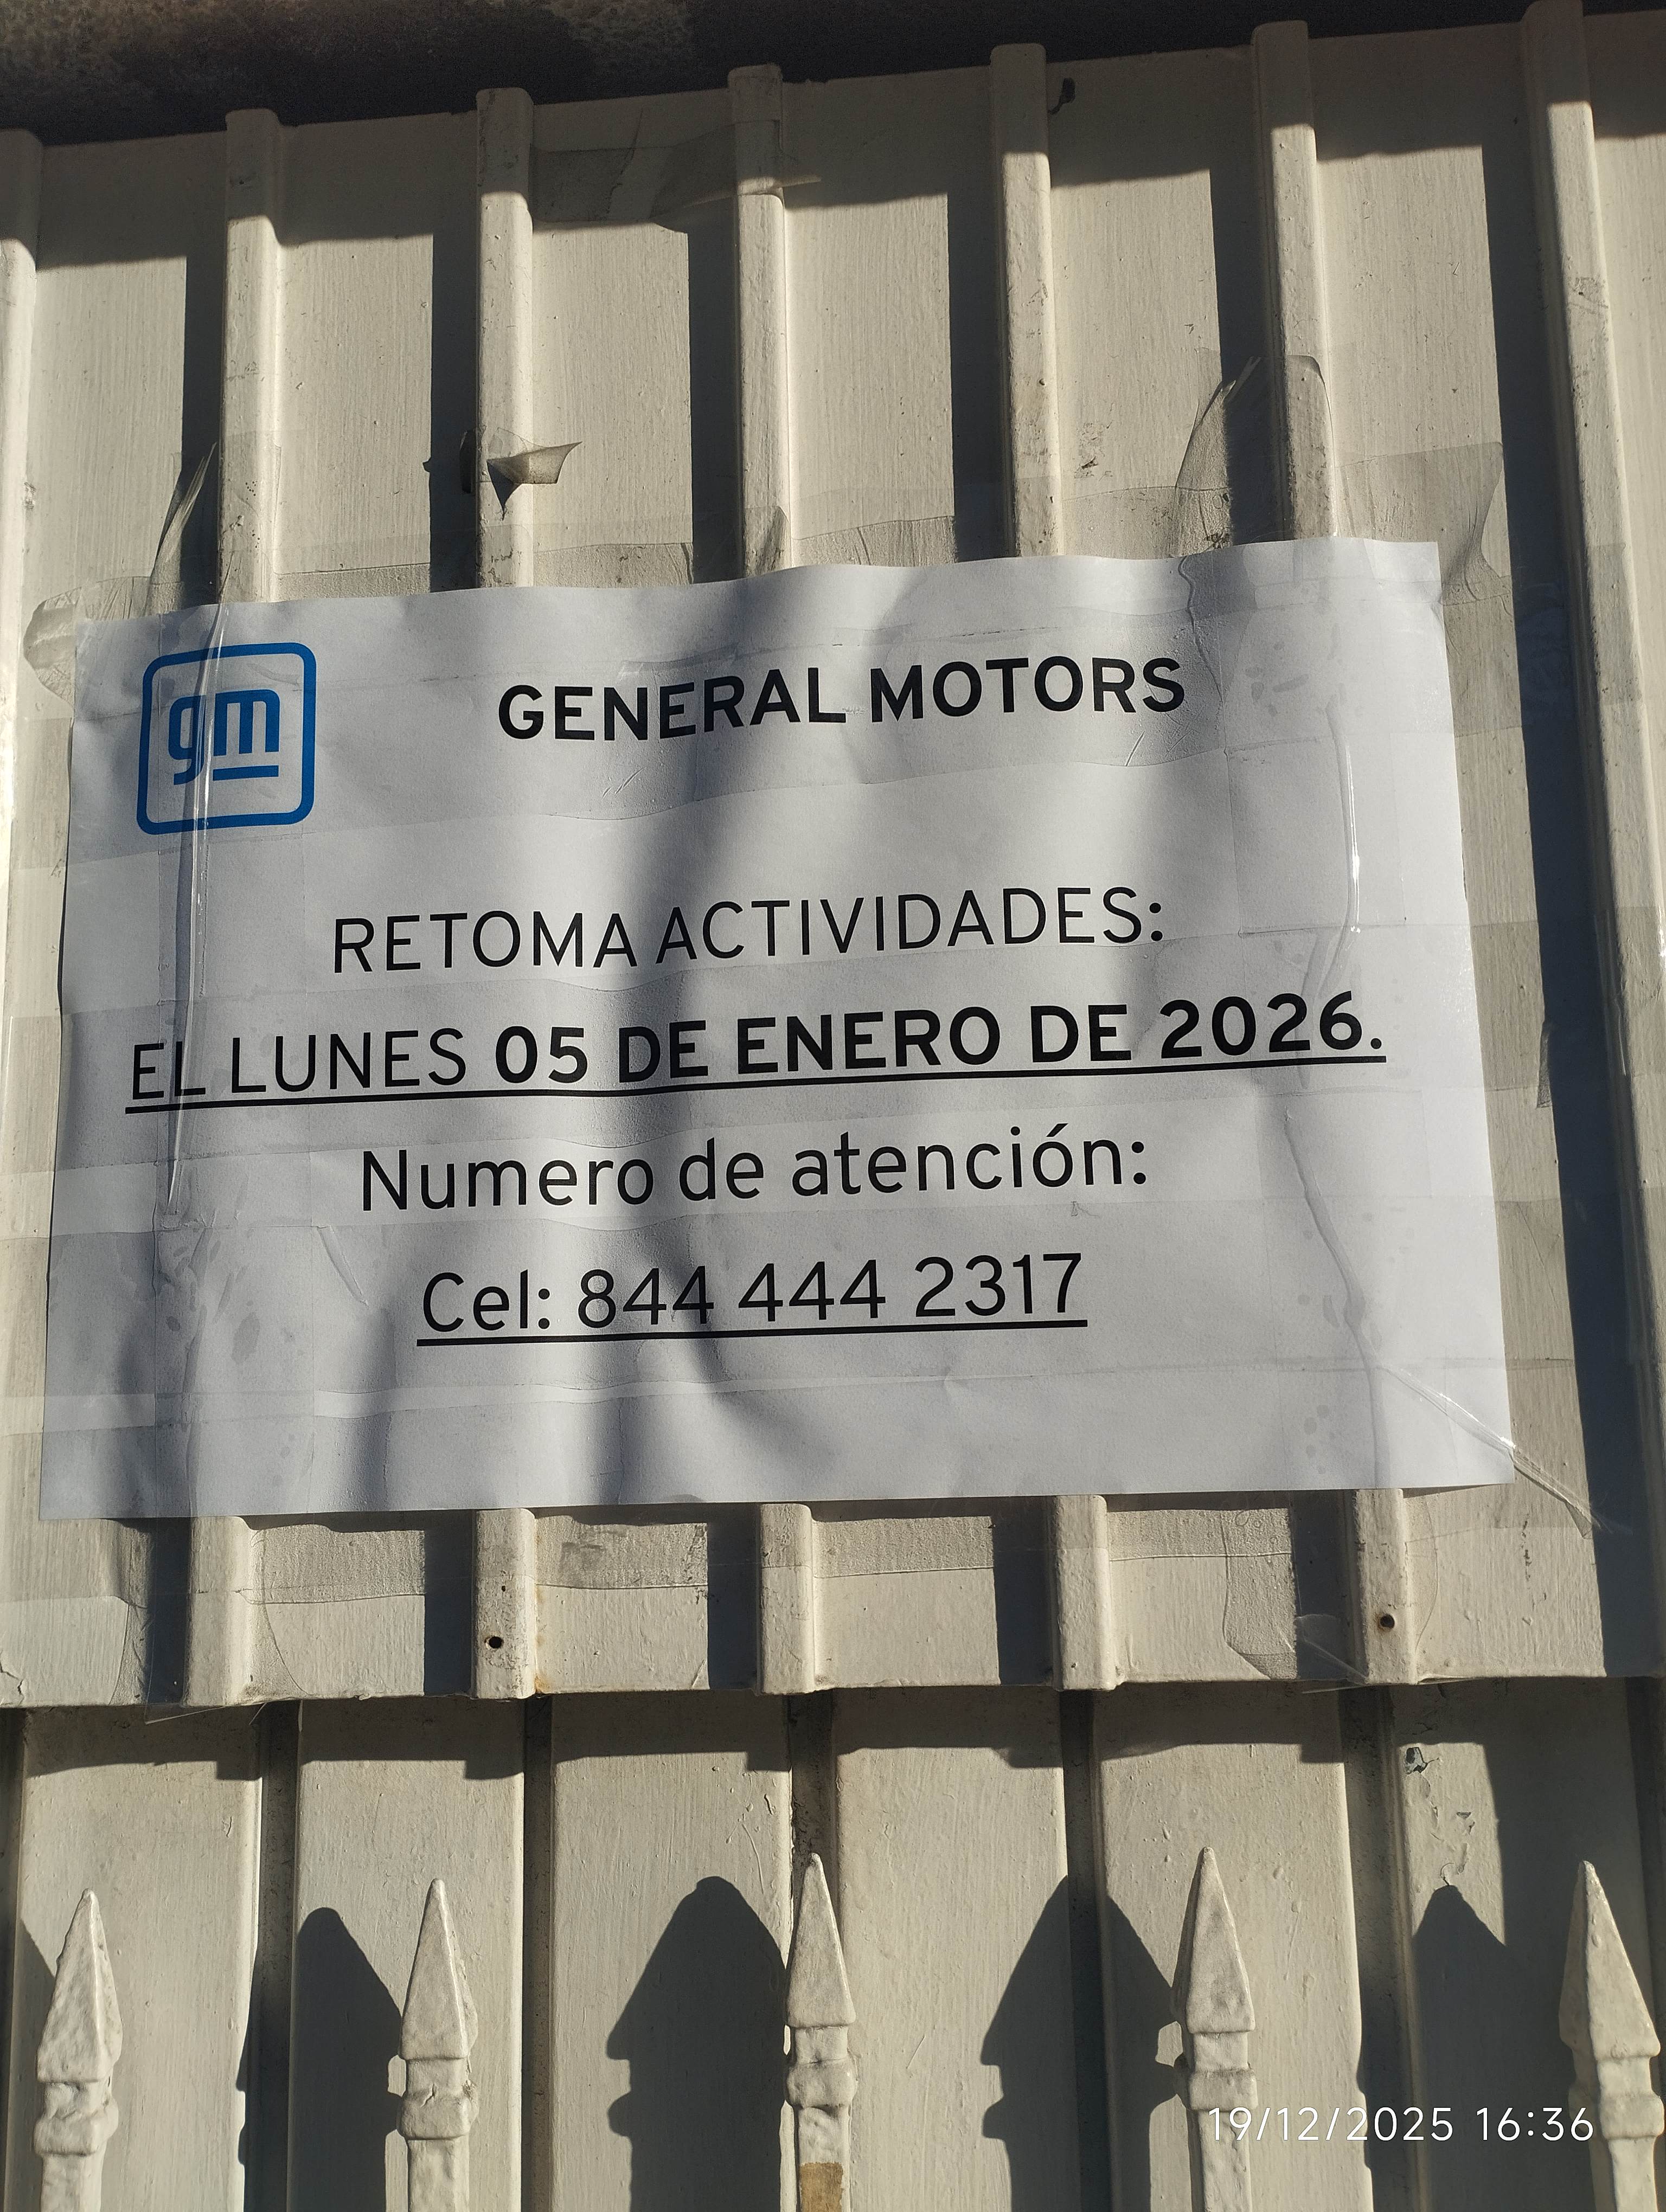 gm
GENERAL MOTORS
RETOMA ACTIVIDADES:
EL LUNES 05 DE ENERO DE 2026.
Numero de atención:
Cel: 844 444 2317
19/12/2025 16:36